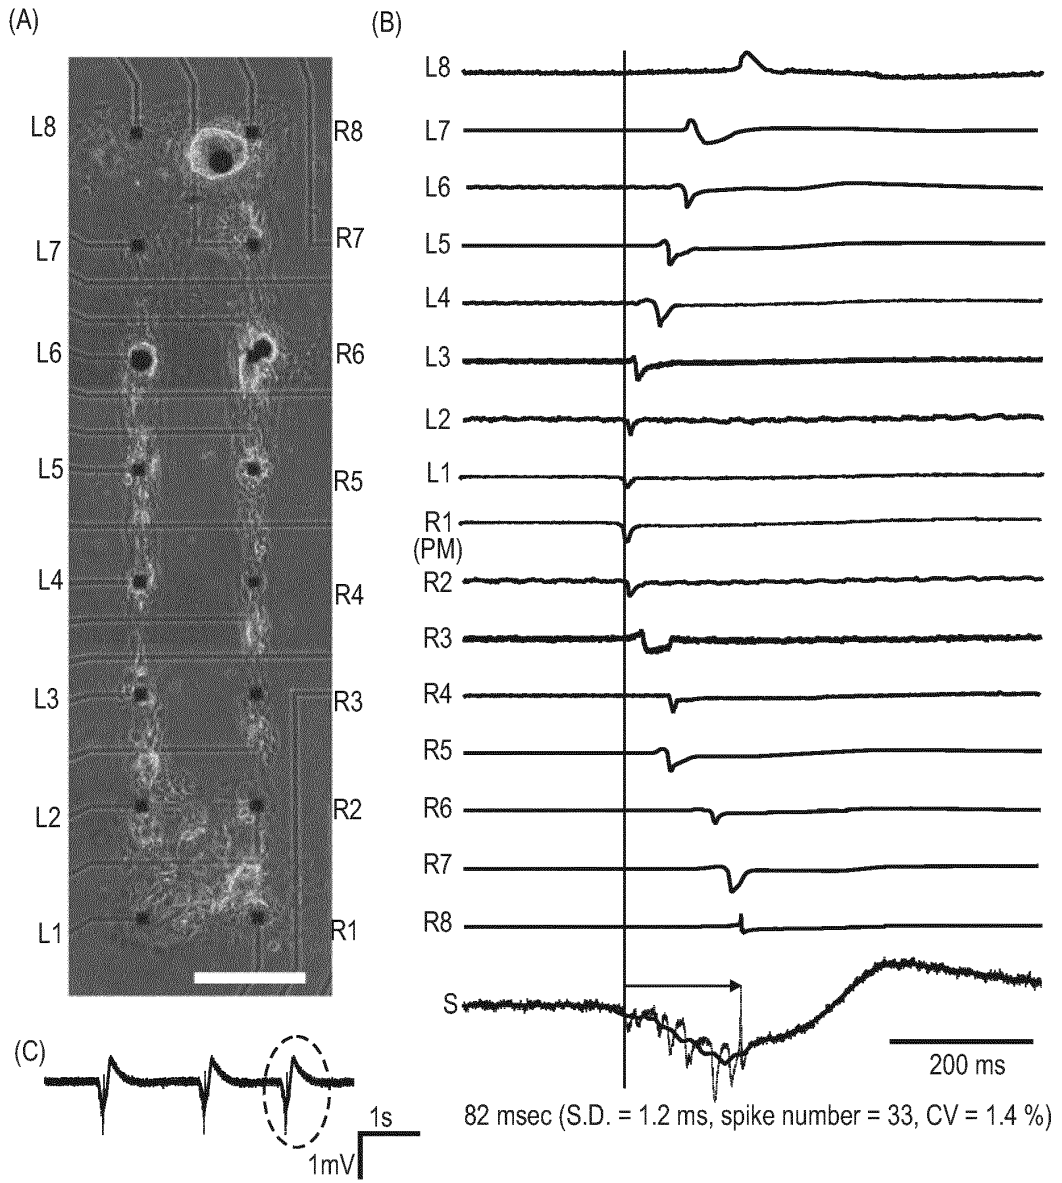 (A)
L8
R8
L7
R7
L6
R6
L5
R5
L4
R4
L3
R3
L2
R2
L1
R1
(B)
L8
L7
L6
L5
L4
L3
L2
L1
R1
(PM)
R2
R3
R4
R5
R6
R7
R8
S
200 ms
82 msec (S.D. = 1.2 ms, spike number = 33, CV = 1.4 %)
(C)
1s
1mV